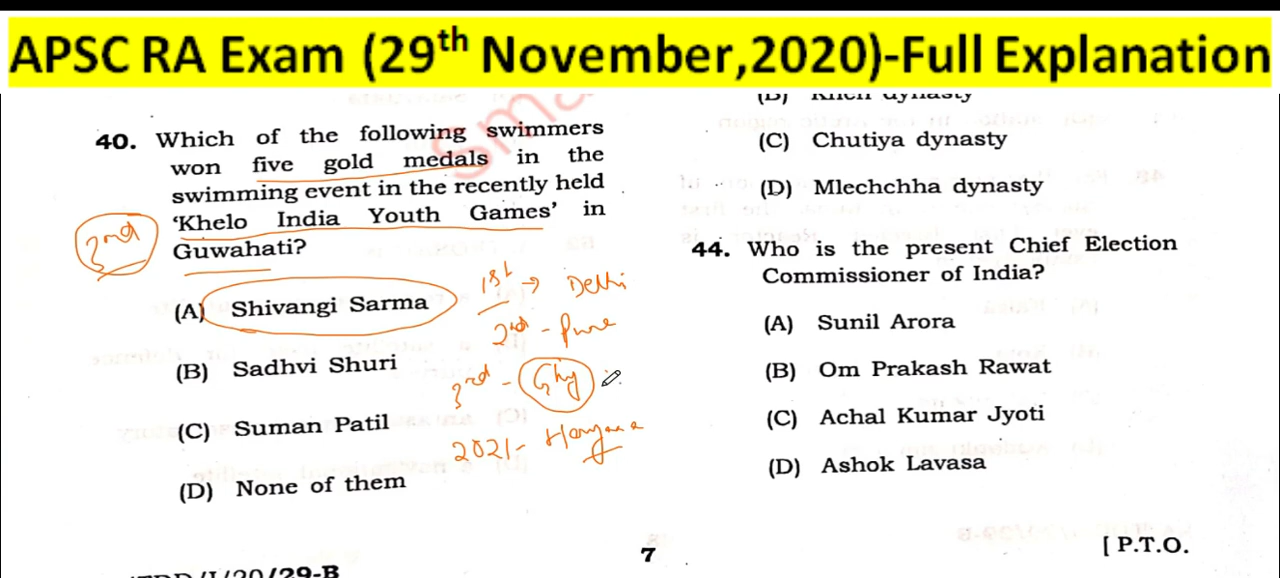 APSC RA Exam (29th November,2020)-Full Explanation
40. Which of the following swimmers
won five gold medals in the
swimming event in the recently held
‘Khelo India Youth Games’ in
Guwahati?
3rd
(A) Shivangi Sarma
(B) Sadhvi Shuri
(C) Suman Patil
(D) None of them
1st → Delhi
2nd - Pune
3rd - Ghy
2021- Haryana
(B) Khen dynasty
(C) Chutiya dynasty
(D) Mlechchha dynasty
44. Who is the present Chief Election
Commissioner of India?
(A) Sunil Arora
(B) Om Prakash Rawat
(C) Achal Kumar Jyoti
(D) Ashok Lavasa
7
[ P.T.O.
/29-B